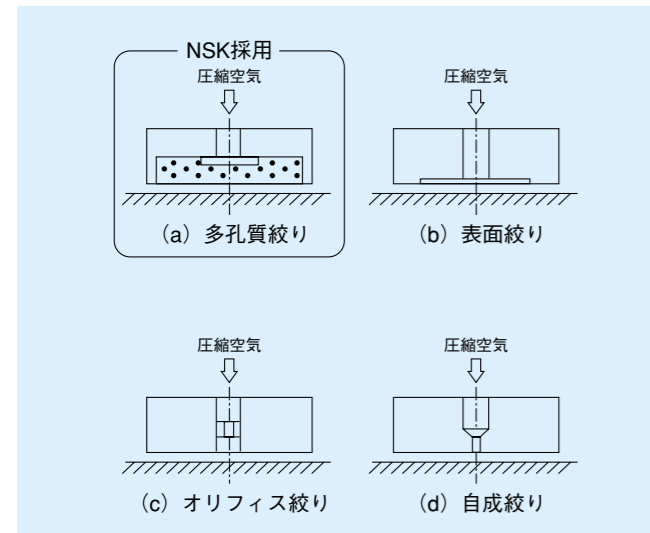 NSK採用
圧縮空気
圧縮空気
(a) 多孔質絞り
(b) 表面絞り
圧縮空気
圧縮空気
(c) オリフィス絞り
(d) 自成絞り